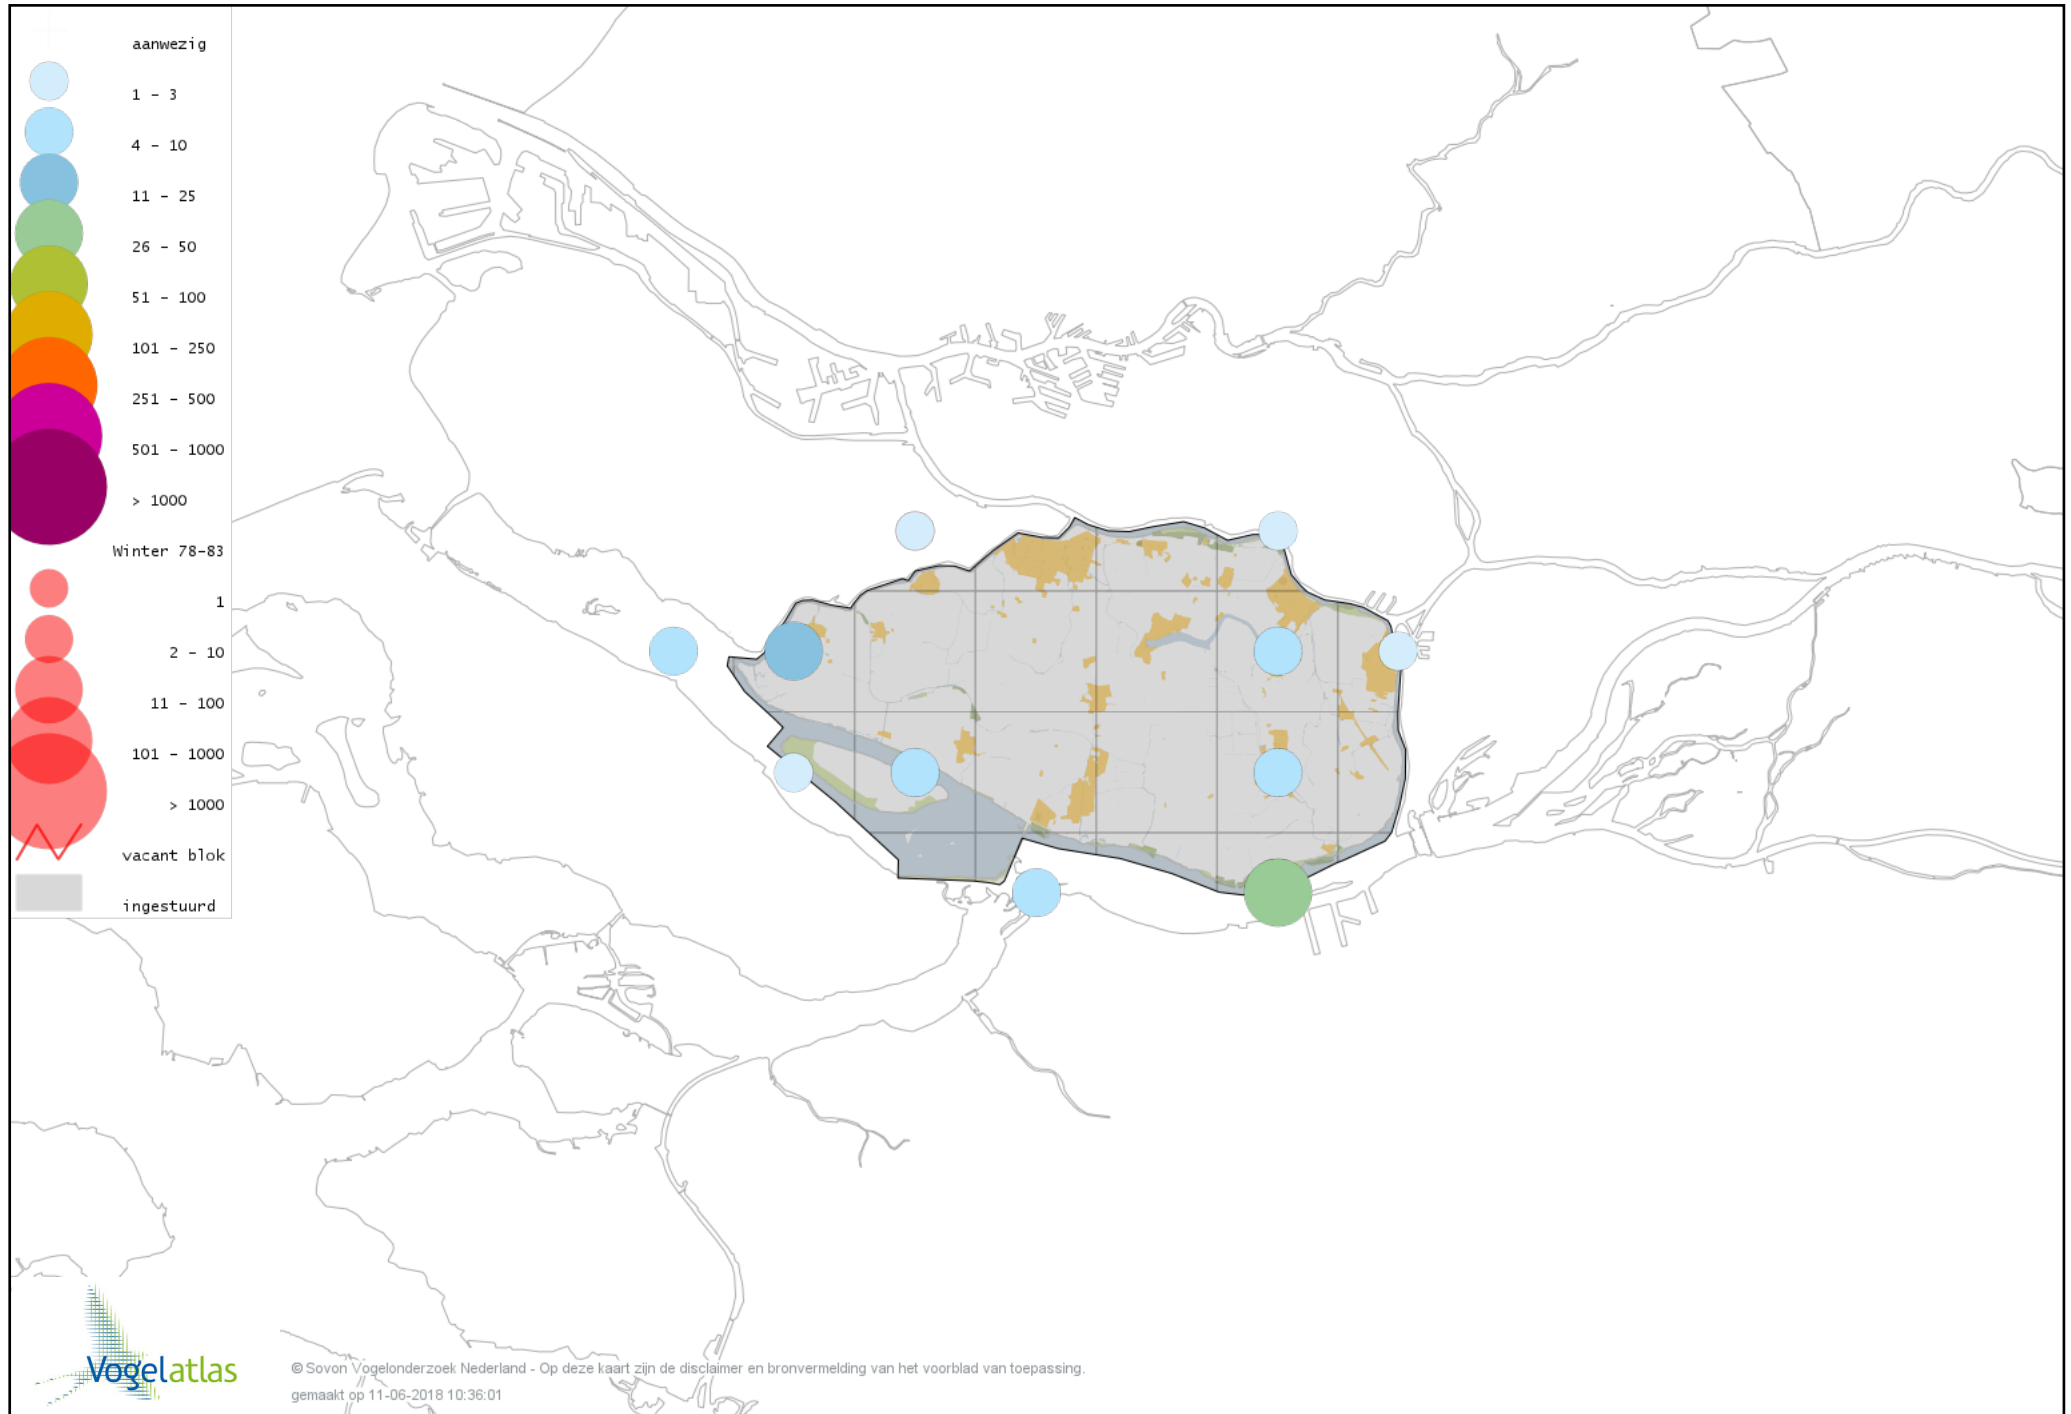 aanwezig
1 – 3
4 – 10
11 – 25
26 – 50
51 – 100
101 – 250
251 – 500
501 – 1000
> 1000
Winter 78-83
1
2 – 10
11 – 100
101 – 1000
> 1000
vacant blok
ingestuurd
Vogelatlas
© Sovon Vogelonderzoek Nederland - Op deze kaart zijn de disclaimer en bronvermelding van het voorblad van toepassing.
gemaakt op 11-06-2018 10:36:01